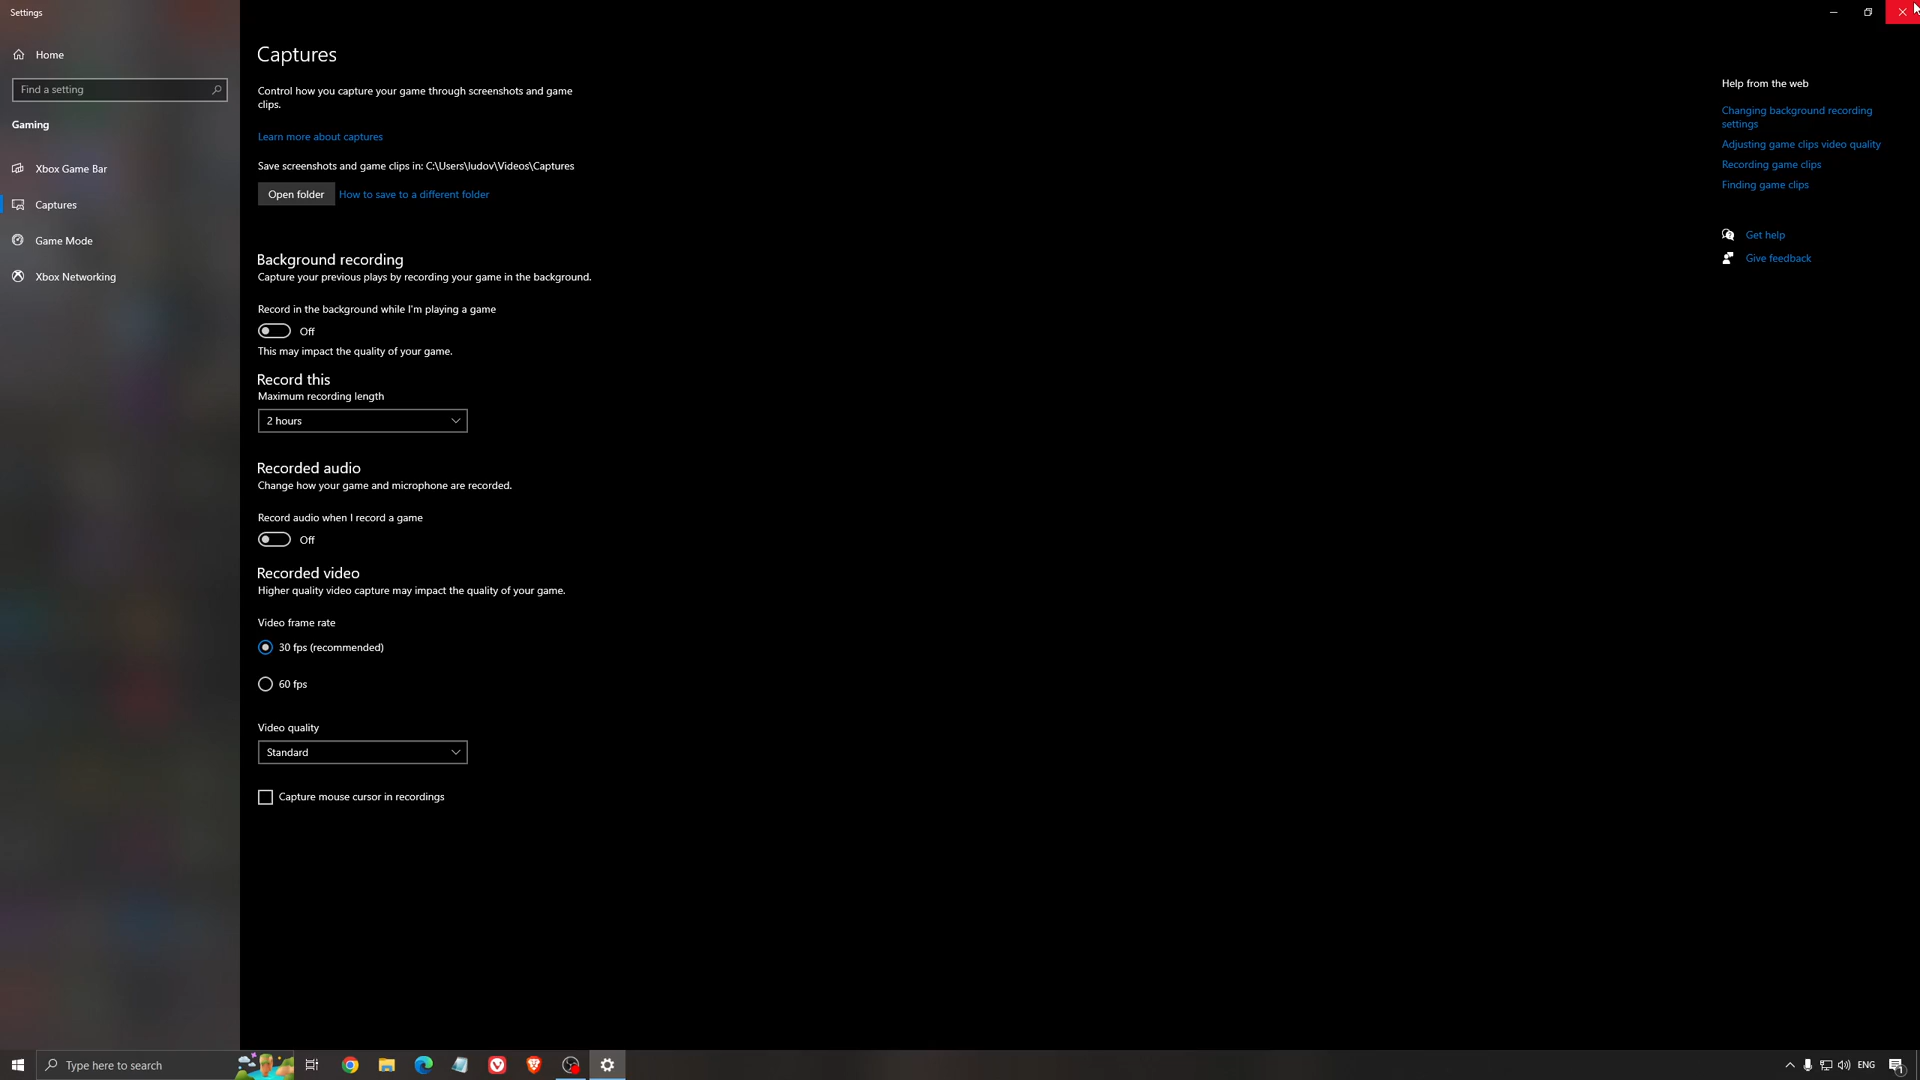 Settings
Home
Find a setting
Gaming
Xbox Game Bar
Captures
Game Mode
Xbox Networking
Captures
Control how you capture your game through screenshots and game
clips.
Learn more about captures
Save screenshots and game clips in: C:\Users\ludov\Videos\Captures
Open folder
How to save to a different folder
Background recording
Capture your previous plays by recording your game in the background.
Record in the background while I'm playing a game
Off
This may impact the quality of your game.
Record this
Maximum recording length
2 hours
Recorded audio
Change how your game and microphone are recorded.
Record audio when I record a game
Off
Recorded video
Higher quality video capture may impact the quality of your game.
Video frame rate
30 fps (recommended)
60 fps
Video quality
Standard
Capture mouse cursor in recordings
Help from the web
Changing background recording
settings
Adjusting game clips video quality
Recording game clips
Finding game clips
Get help
Give feedback
Type here to search
ENG
1